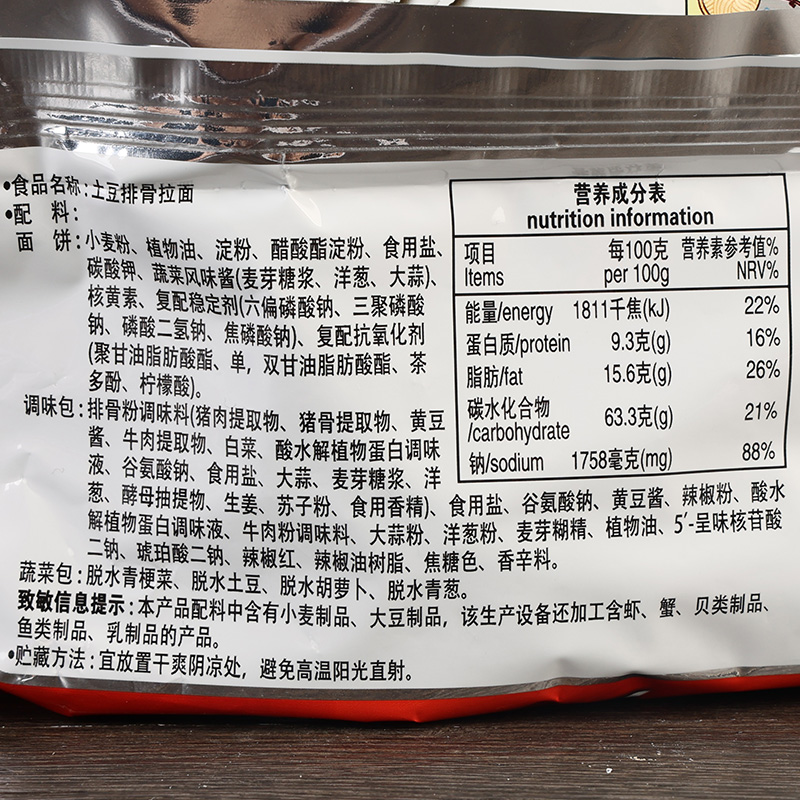 •食品名称:土豆排骨拉面
•配 料:
面 饼:小麦粉、植物油、淀粉、醋酸酯淀粉、食用盐、
碳酸钾、蔬菜风味酱(麦芽糖浆、洋葱、大蒜)、
核黄素、复配稳定剂(六偏磷酸钠、三聚磷酸
钠、磷酸二氢钠、焦磷酸钠)、复配抗氧化剂
(聚甘油脂肪酸酯、单,双甘油脂肪酸酯、茶
多酚、柠檬酸)。
调味包:排骨粉调味料(猪肉提取物、猪骨提取物、黄豆
酱、牛肉提取物、白菜、酸水解植物蛋白调味
液、谷氨酸钠、食用盐、大蒜、麦芽糖浆、洋
葱、酵母抽提物、生姜、苏子粉、食用香精)、食用盐、谷氨酸钠、黄豆酱、辣椒粉、酸水
解植物蛋白调味液、牛肉粉调味料、大蒜粉、洋葱粉、麦芽糊精、植物油、5′-呈味核苷酸
二钠、琥珀酸二钠、辣椒红、辣椒油树脂、焦糖色、香辛料。
蔬菜包:脱水青梗菜、脱水土豆、脱水胡萝卜、脱水青葱。
致敏信息提示:本产品配料中含有小麦制品、大豆制品,该生产设备还加工含虾、蟹、贝类制品、
鱼类制品、乳制品的产品。
•贮藏方法:宜放置干爽阴凉处,避免高温阳光直射。
营养成分表
nutrition information
项目 每100克 营养素参考值%
Items per 100g NRV%
能量/energy 1811千焦(kJ) 22%
蛋白质/protein 9.3克(g) 16%
脂肪/fat 15.6克(g) 26%
碳水化合物
/carbohydrate 63.3克(g) 21%
钠/sodium 1758毫克(mg) 88%